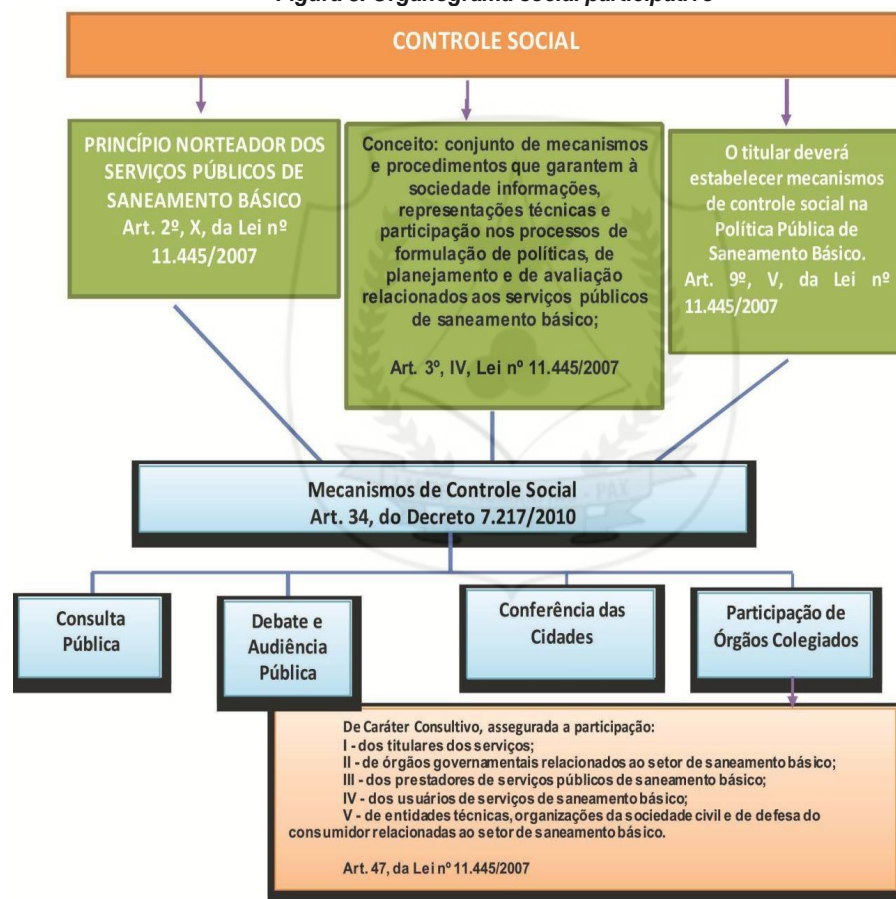 Figura 3. Organograma social participativo
CONTROLE SOCIAL
PRINCÍPIO NORTEADOR DOS
SERVIÇOS PÚBLICOS DE
SANEAMENTO BÁSICO
Art. 2º, X, da Lei nº
11.445/2007
Conceito: conjunto de mecanismos
e procedimentos que garantem à
sociedade informações,
representações técnicas e
participação nos processos de
formulação de políticas, de
planejamento e de avaliação
relacionados aos serviços públicos
de saneamento básico;
Art. 3º, IV, Lei nº 11.445/2007
O titular deverá
estabelecer mecanismos
de controle social na
Política Pública de
Saneamento Básico.
Art. 9º, V, da Lei nº
11.445/2007
Mecanismos de Controle Social
Art. 34, do Decreto 7.217/2010
PAX
Consulta
Pública
Debate e
Audiência
Pública
Conferência das
Cidades
Participação de
Órgãos Colegiados
De Caráter Consultivo, assegurada a participação:
I - dos titulares dos serviços;
II - de órgãos governamentais relacionados ao setor de saneamento básico;
III - dos prestadores de serviços públicos de saneamento básico;
IV - dos usuários de serviços de saneamento básico;
V - de entidades técnicas, organizações da sociedade civil e de defesa do
consumidor relacionadas ao setor de saneamento básico.
Art. 47, da Lei nº 11.445/2007